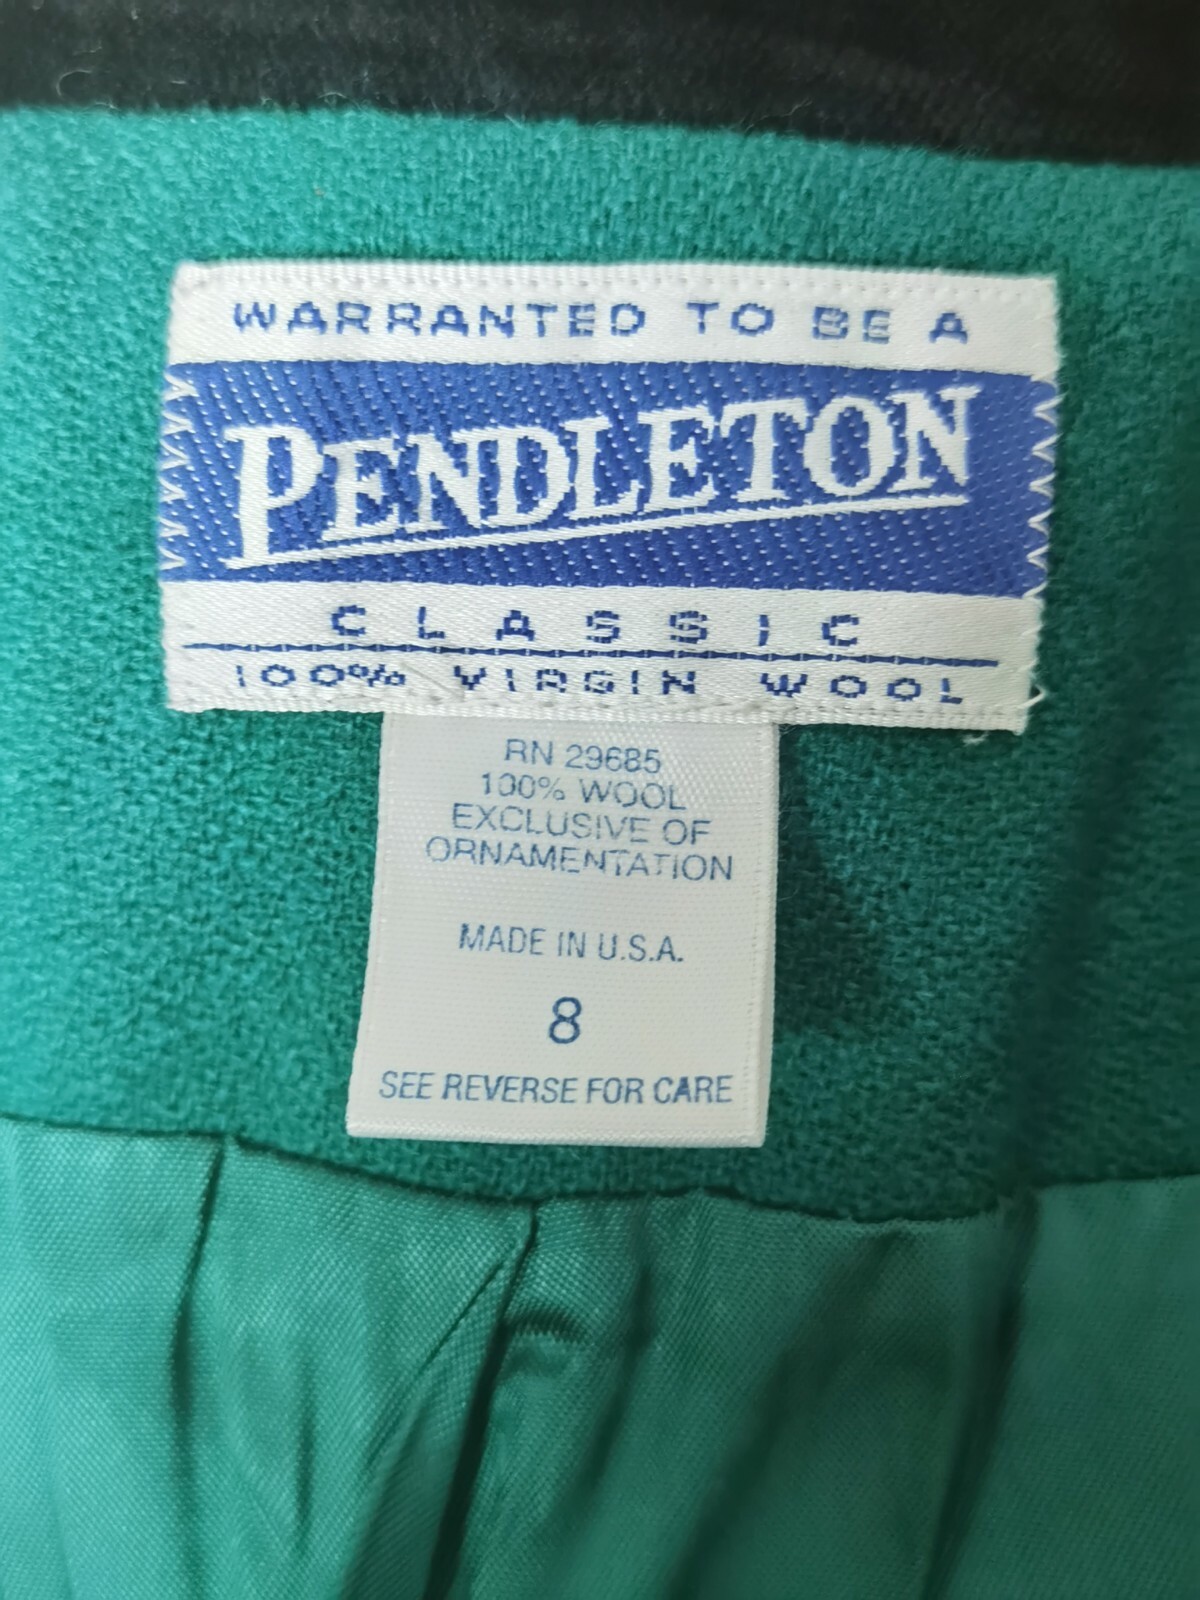 WARRANTED TO BE A
PENDLETON
CLASSIC
100% VIRGIN WOOL
RN 29685
100% WOOL
EXCLUSIVE OF
ORNAMENTATION
MADE IN U.S.A.
8
SEE REVERSE FOR CARE